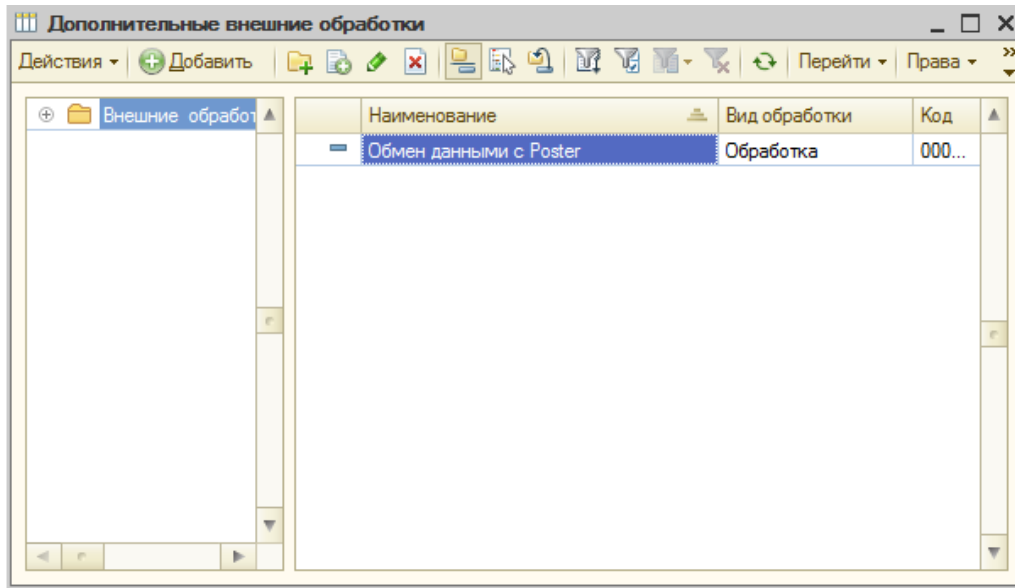 Дополнительные внешние обработки
Действия Добавить Перейти Права
Внешние обработ
Наименование Вид обработки Код
Обмен данными с Poster Обработка 000...